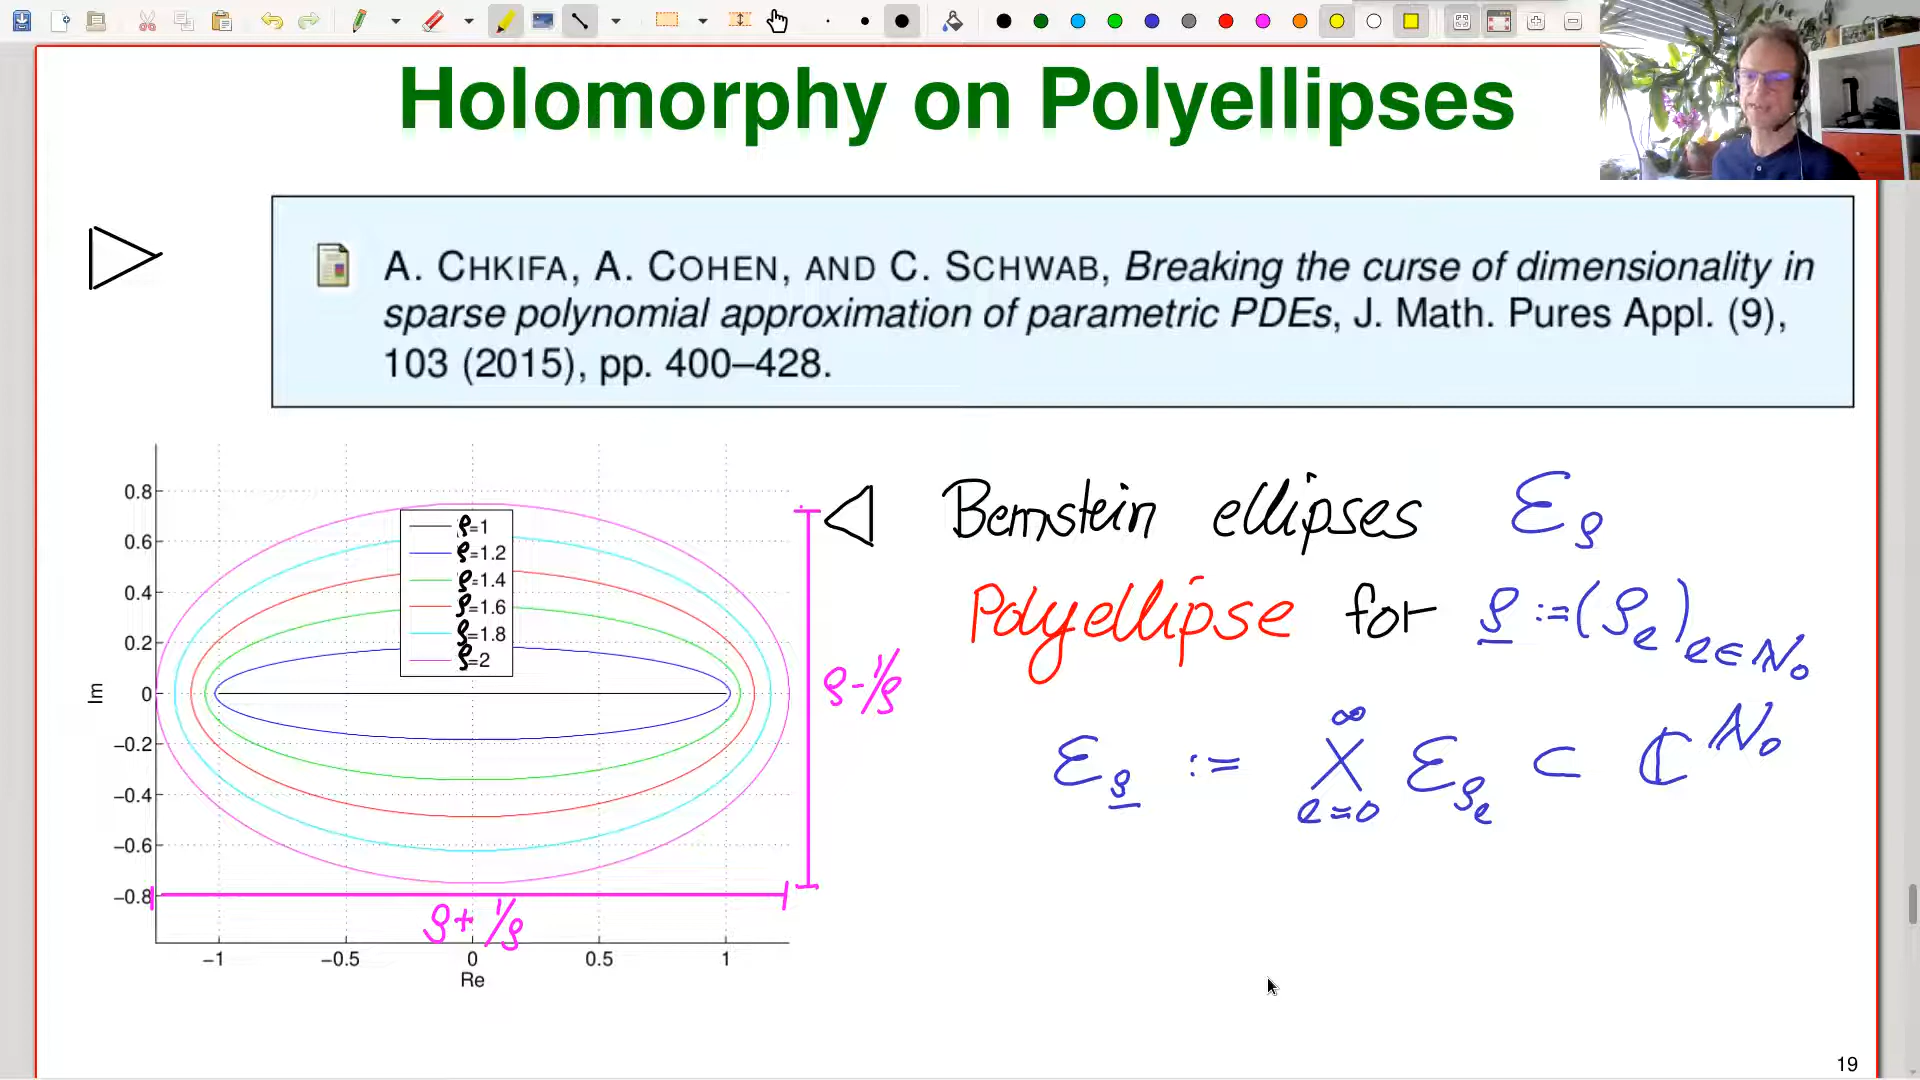 Holomorphy on Polyellipses
A. CHKIFA, A. COHEN, AND C. SCHWAB, Breaking the curse of dimensionality in
sparse polynomial approximation of parametric PDEs, J. Math. Pures Appl. (9),
103 (2015), pp. 400–428.
0.8
0.6
0.4
0.2
0
−0.2
−0.4
−0.6
−0.8
Im
ρ=1
ρ=1.2
ρ=1.4
ρ=1.6
ρ=1.8
ρ=2
ρ-1/ρ
ρ+1/ρ
−1 −0.5 0 0.5 1
Re
Bernstein ellipses ℰ_ρ
Polyellipse for ρ := (ρ_ℓ)_{ℓ∈ℕ₀}
ℰ_ρ := ⨉_{ℓ=0}^∞ ℰ_{ρ_ℓ} ⊂ ℂ^{ℕ₀}
19